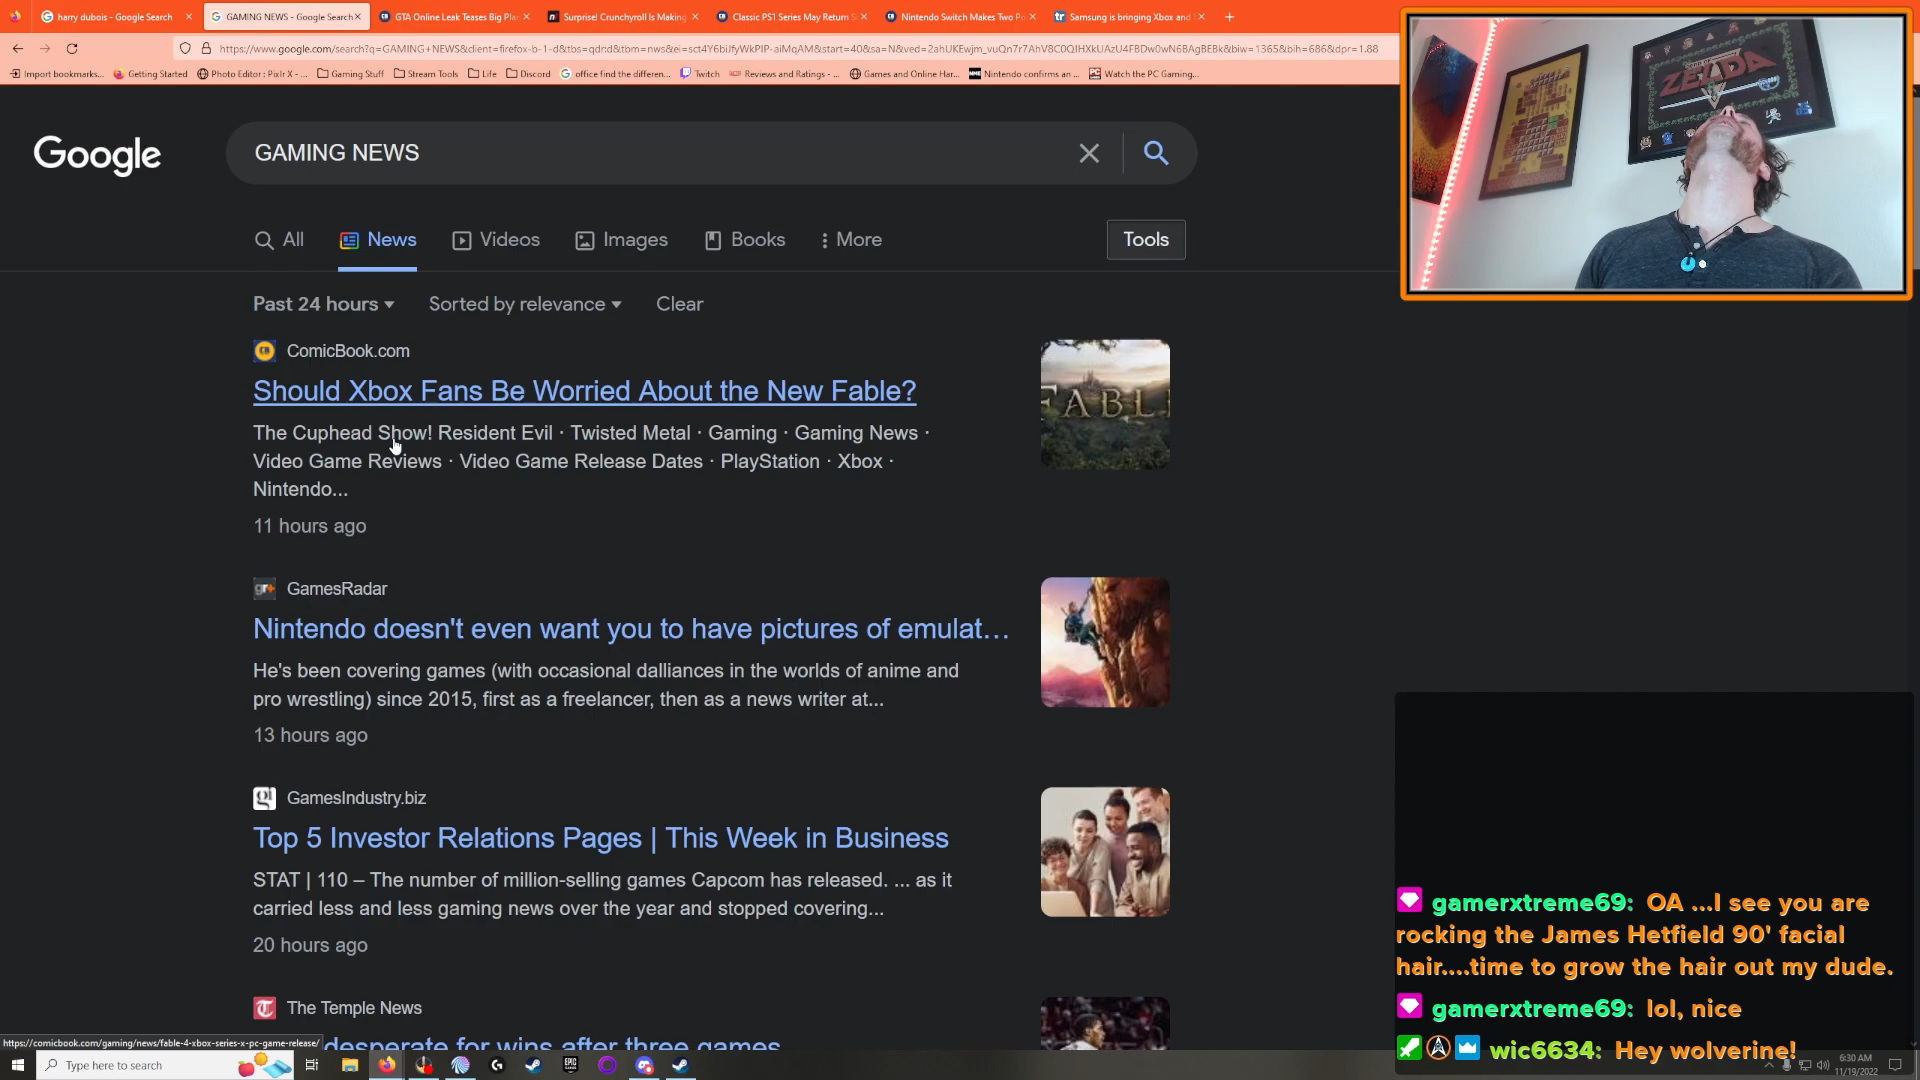 harry dubois - Google Search
GAMING NEWS - Google Search
GTA Online Leak Teases Big Pla
Surprise! Crunchyroll Is Making
Classic PS1 Series May Return S
Nintendo Switch Makes Two Po
Samsung is bringing Xbox and
Import bookmarks...
Getting Started
Photo Editor : Pixlr X - ...
Gaming Stuff
Stream Tools
Life
Discord
office find the differen...
Twitch
Reviews and Ratings - ...
Games and Online Har...
Nintendo confirms an ...
Watch the PC Gaming...
ZELDA
Google
GAMING NEWS
All
News
Videos
Images
Books
More
Tools
Past 24 hours
Sorted by relevance
Clear
ComicBook.com
Should Xbox Fans Be Worried About the New Fable?
The Cuphead Show! Resident Evil · Twisted Metal · Gaming · Gaming News ·
Video Game Reviews · Video Game Release Dates · PlayStation · Xbox ·
Nintendo...
11 hours ago
FABL
GamesRadar
Nintendo doesn't even want you to have pictures of emulat...
He's been covering games (with occasional dalliances in the worlds of anime and
pro wrestling) since 2015, first as a freelancer, then as a news writer at...
13 hours ago
GamesIndustry.biz
Top 5 Investor Relations Pages | This Week in Business
STAT | 110 – The number of million-selling games Capcom has released. ... as it
carried less and less gaming news over the year and stopped covering...
20 hours ago
The Temple News
desperate for wins after three games
https://comicbook.com/gaming/news/fable-4-xbox-series-x-pc-game-release/
Type here to search
gamerxtreme69: OA ...I see you are
rocking the James Hetfield 90' facial
hair....time to grow the hair out my dude.
gamerxtreme69: lol, nice
wic6634: Hey wolverine!
6:30 AM
11/19/2022